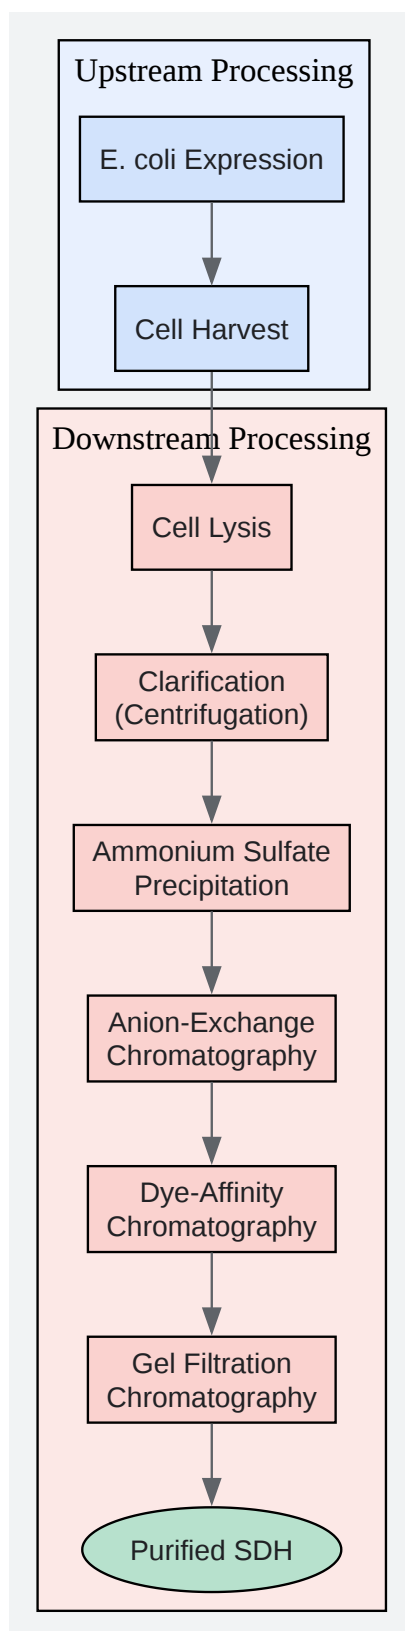 Upstream Processing
E. coli Expression
Cell Harvest
Downstream Processing
Cell Lysis
Clarification
(Centrifugation)
Ammonium Sulfate
Precipitation
Anion-Exchange
Chromatography
Dye-Affinity
Chromatography
Gel Filtration
Chromatography
Purified SDH